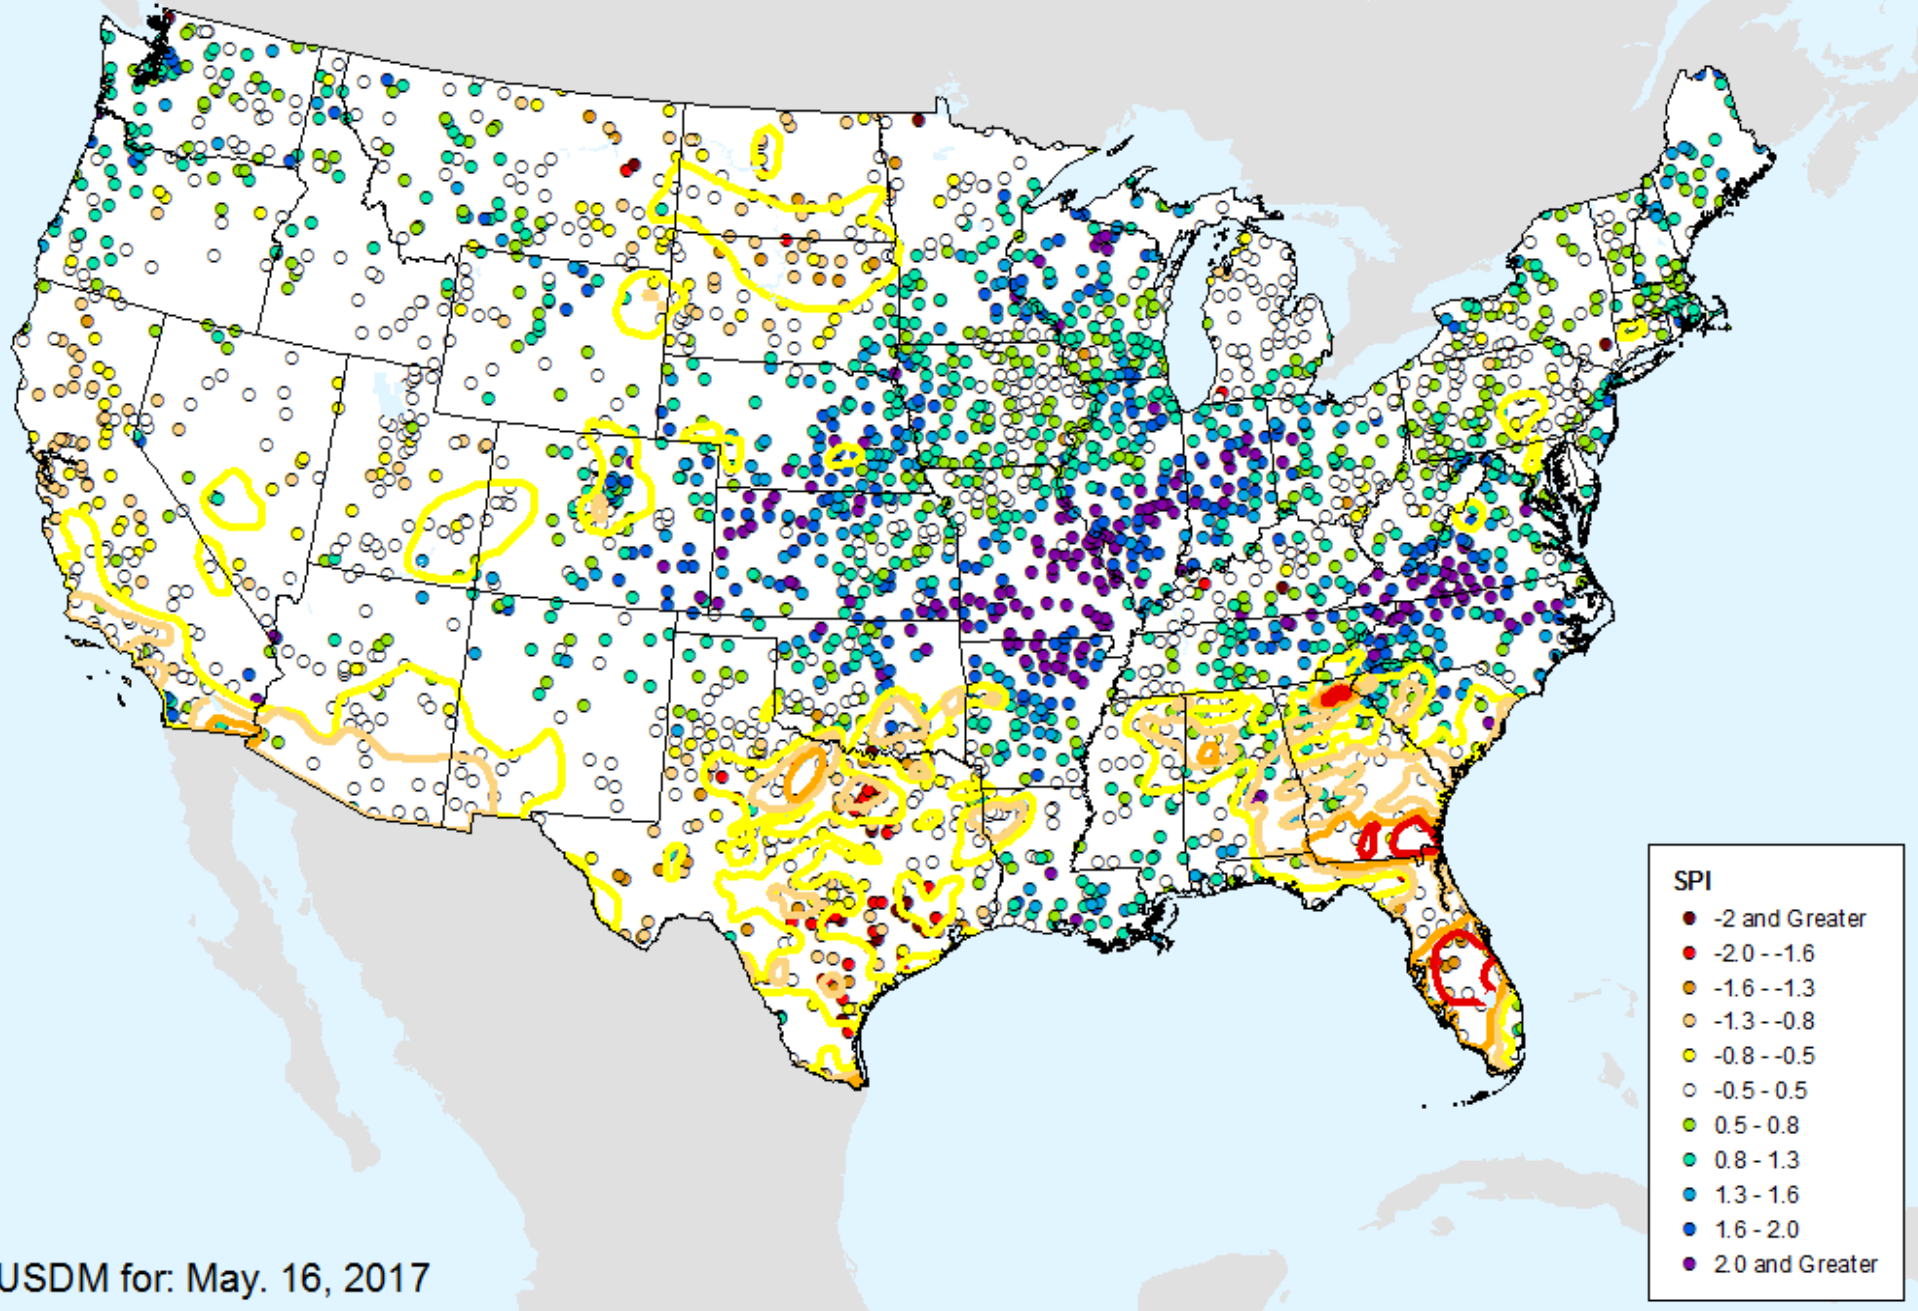 SPI
-2 and Greater
-2.0 - -1.6
-1.6 - -1.3
-1.3 - -0.8
-0.8 - -0.5
-0.5 - 0.5
0.5 - 0.8
0.8 - 1.3
1.3 - 1.6
1.6 - 2.0
2.0 and Greater
USDM for: May. 16, 2017